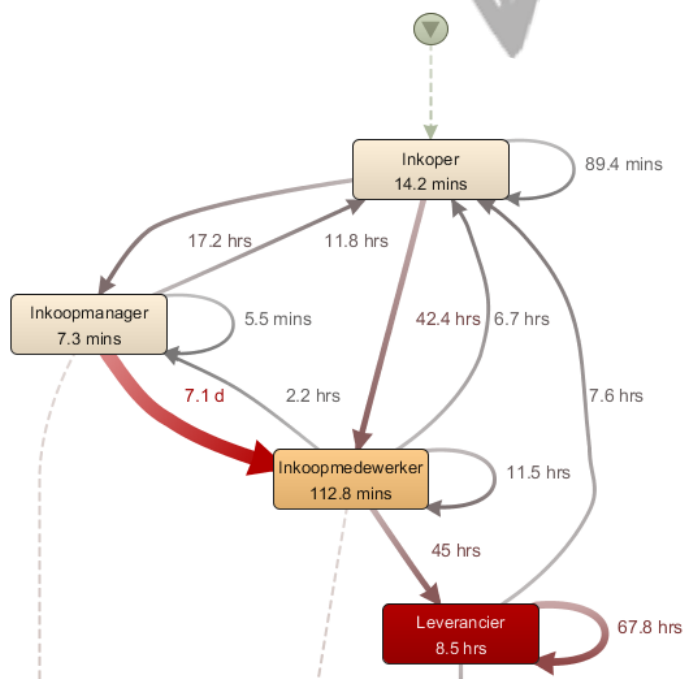 Inkoper
14.2 mins
89.4 mins
17.2 hrs
11.8 hrs
Inkoopmanager
7.3 mins
5.5 mins
42.4 hrs
6.7 hrs
7.1 d
2.2 hrs
7.6 hrs
Inkoopmedewerker
112.8 mins
11.5 hrs
45 hrs
Leverancier
8.5 hrs
67.8 hrs